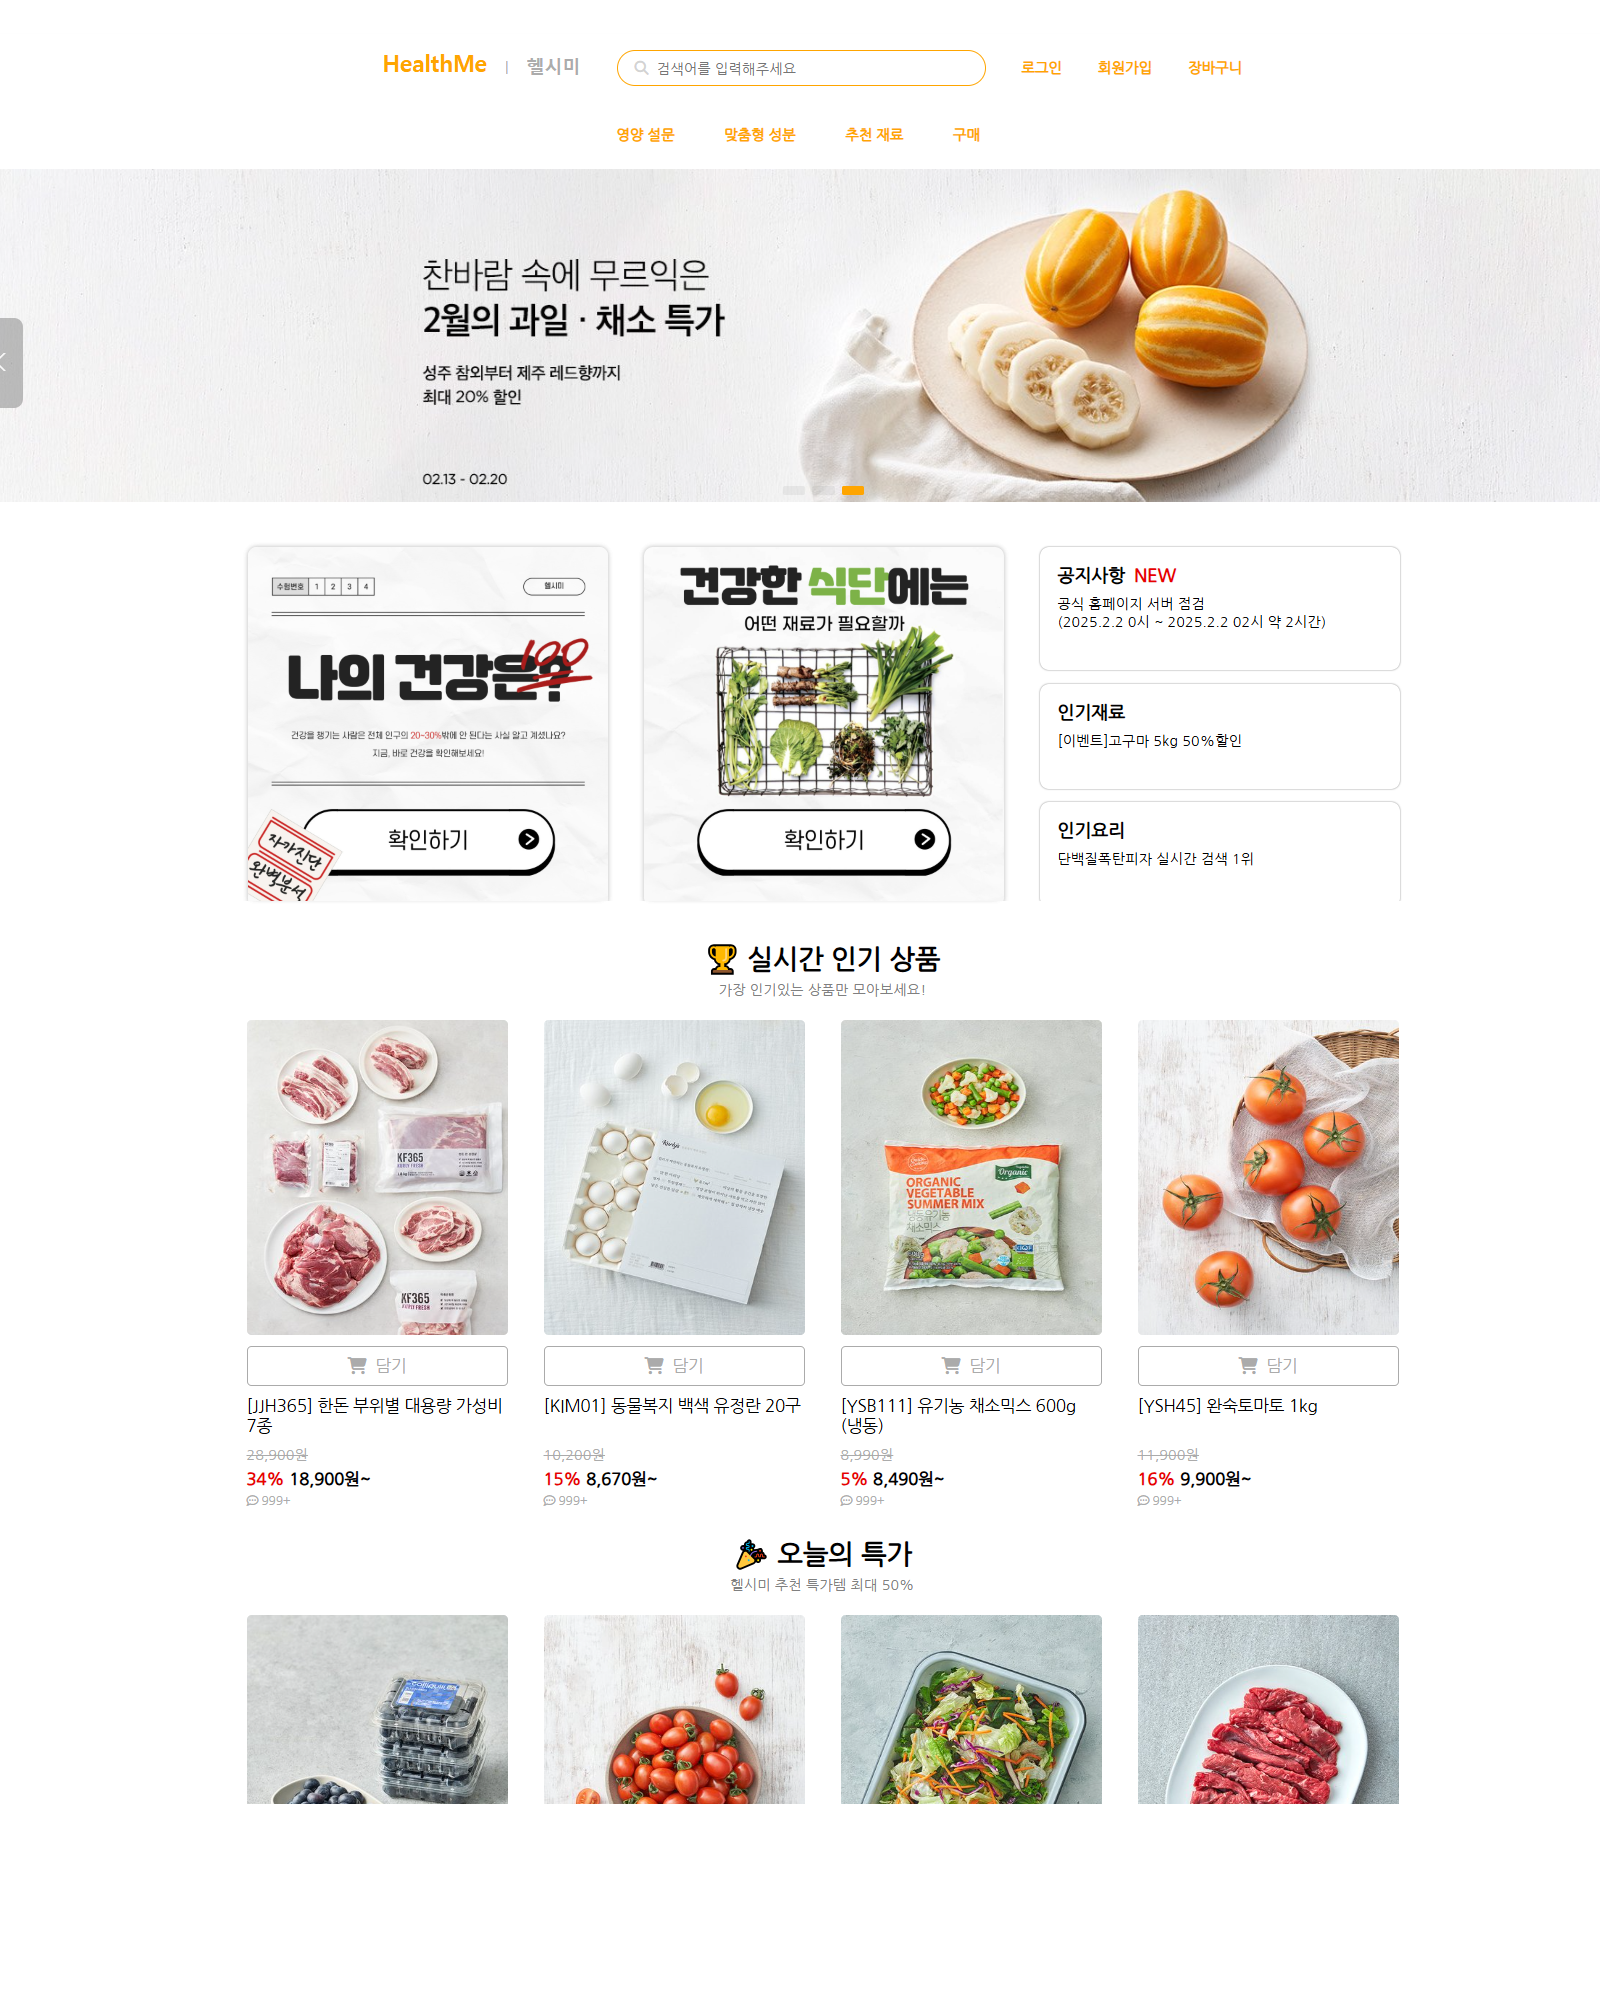 HealthMe | 헬시미
검색어를 입력해주세요
로그인 회원가입 장바구니
영양 설문 맞춤형 성분 추천 재료 구매
찬바람 속에 무르익은
2월의 과일 · 채소 특가
성주 참외부터 제주 레드향까지
최대 20% 할인
02.13 - 02.20
수험번호 1 2 3 4
헬시미
나의 건강은?
100
건강을 챙기는 사람은 전체 인구의 20~30%밖에 안 된다는 사실 알고 계셨나요?
지금, 바로 건강을 확인해보세요!
확인하기
자가진단
완벽분석
건강한 식단에는
어떤 재료가 필요할까
확인하기
공지사항 NEW
공식 홈페이지 서버 점검
(2025.2.2 0시 ~ 2025.2.2 02시 약 2시간)
인기재료
[이벤트]고구마 5kg 50%할인
인기요리
단백질폭탄피자 실시간 검색 1위
실시간 인기 상품
가장 인기있는 상품만 모아보세요!
KF365
KF365
ORGANIC
VEGETABLE
SUMMER MIX
냉동유기농
채소믹스
Organic
담기
담기
담기
담기
[JJH365] 한돈 부위별 대용량 가성비
7종
28,900원
34% 18,900원~
999+
[KIM01] 동물복지 백색 유정란 20구
10,200원
15% 8,670원~
999+
[YSB111] 유기농 채소믹스 600g
(냉동)
8,990원
5% 8,490원~
999+
[YSH45] 완숙토마토 1kg
11,900원
16% 9,900원~
999+
오늘의 특가
헬시미 추천 특가템 최대 50%